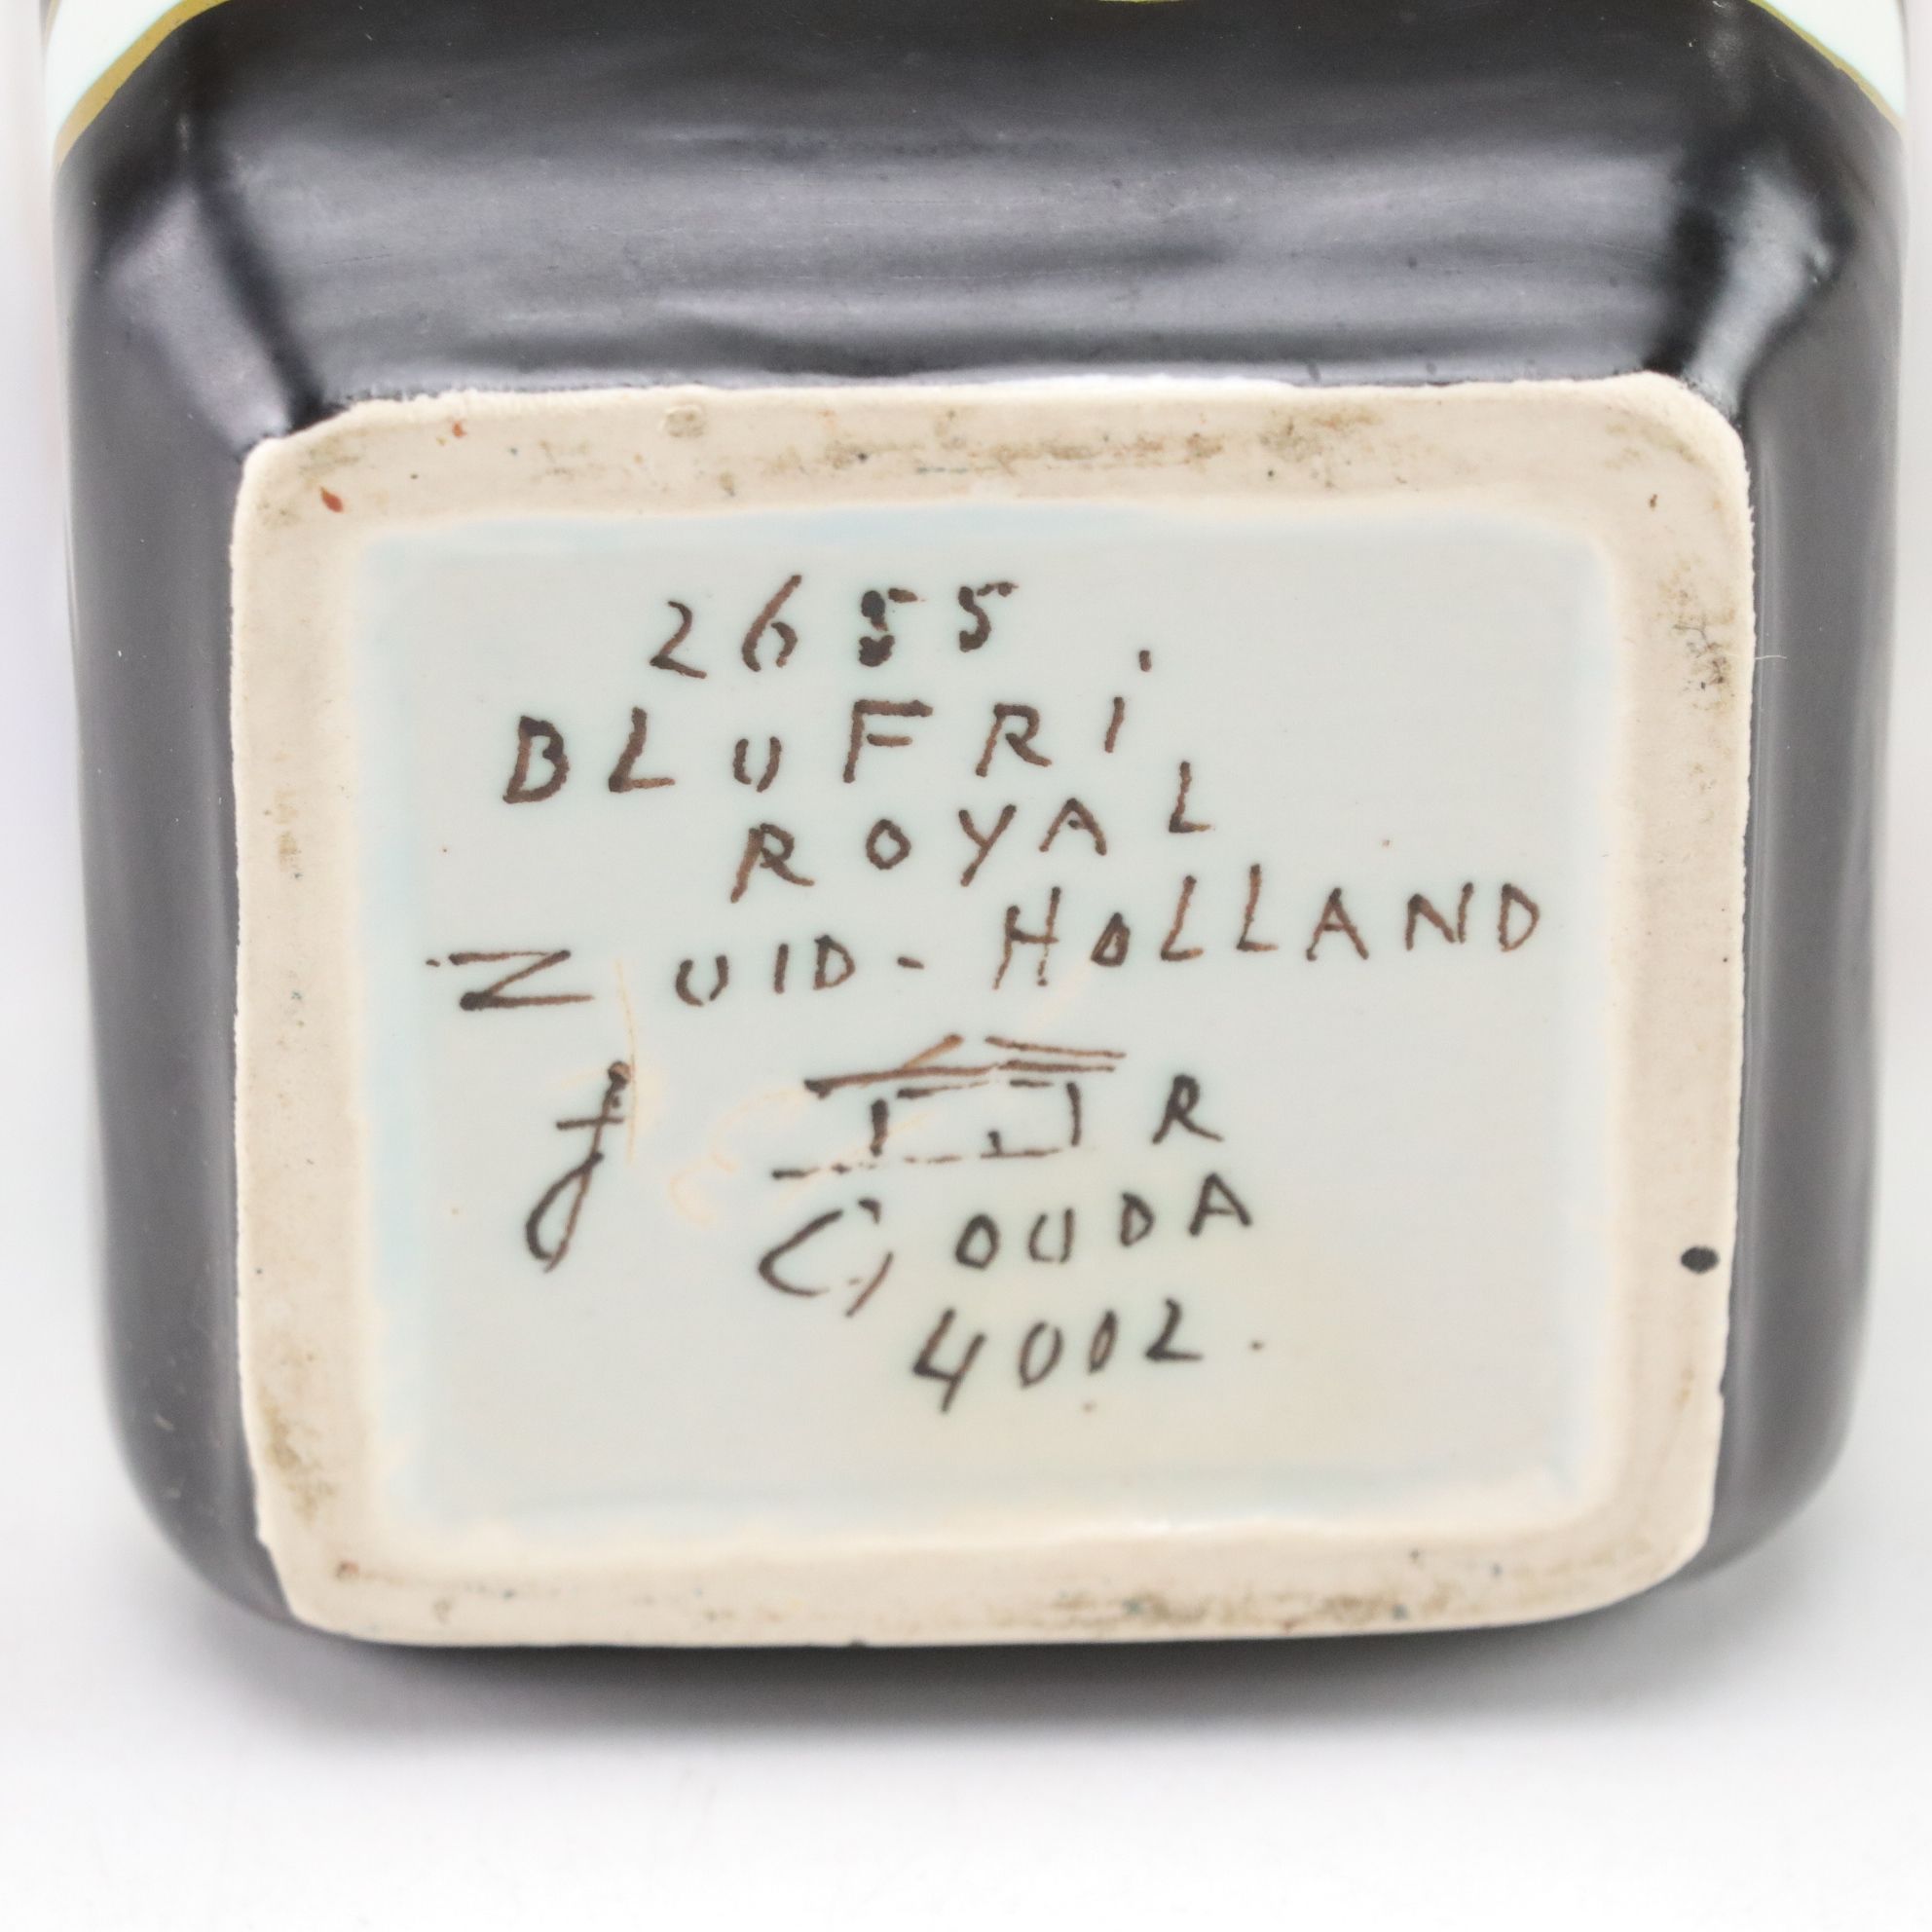 2655
BLUFRI.
ROYAL
ZUID-HOLLAND
R
GOUDA
4002.